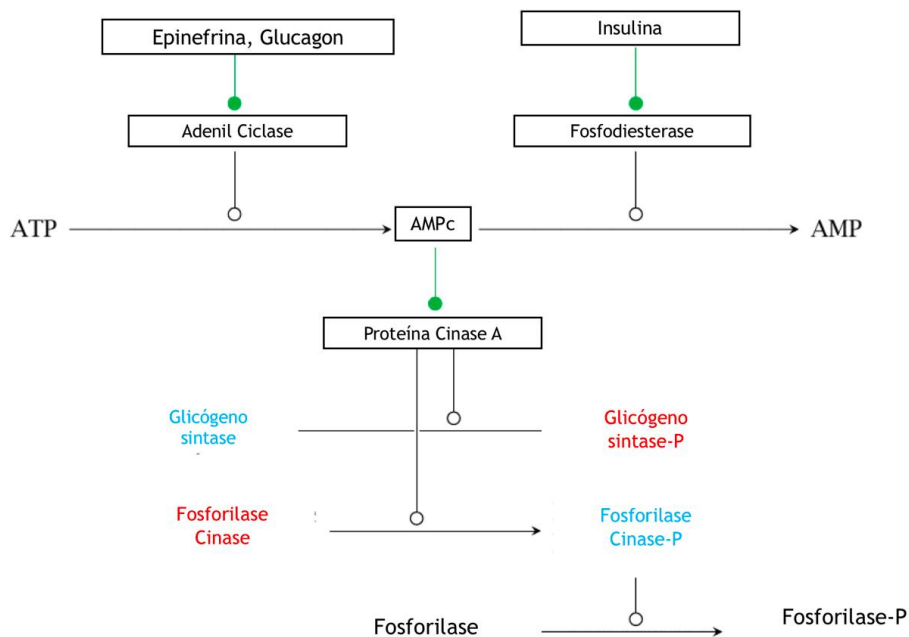 Epinefrina, Glucagon
Insulina
Adenil Ciclase
Fosfodiesterase
ATP
AMPc
AMP
Proteína Cinase A
Glicógeno
sintase
Glicógeno
sintase-P
Fosforilase
Cinase
Fosforilase
Cinase-P
Fosforilase
Fosforilase-P